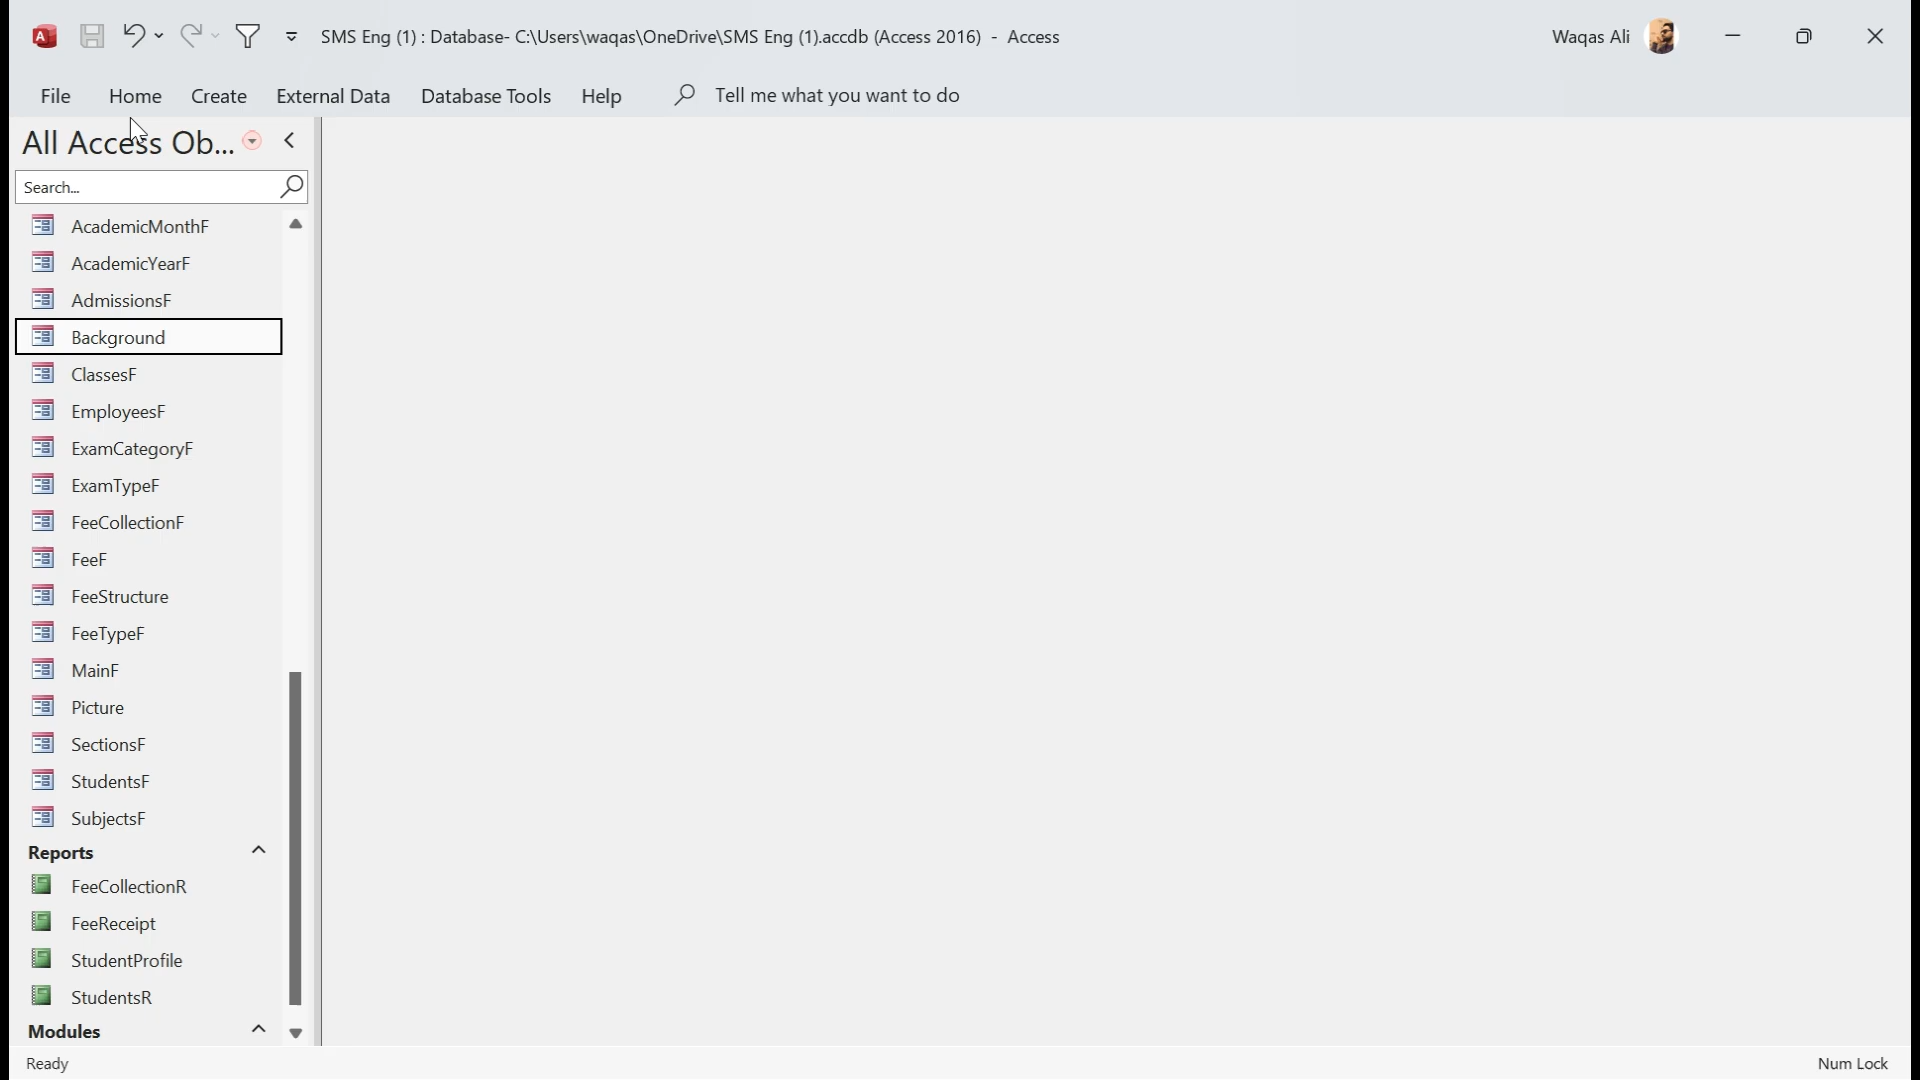 SMS Eng (1) : Database- C:\Users\waqas\OneDrive\SMS Eng (1).accdb (Access 2016) - Access
Waqas Ali
File Home Create External Data Database Tools Help Tell me what you want to do
All Access Ob...
Search...
AcademicMonthF
AcademicYearF
AdmissionsF
Background
ClassesF
EmployeesF
ExamCategoryF
ExamTypeF
FeeCollectionF
FeeF
FeeStructure
FeeTypeF
MainF
Picture
SectionsF
StudentsF
SubjectsF
Reports
FeeCollectionR
FeeReceipt
StudentProfile
StudentsR
Modules
Ready
Num Lock